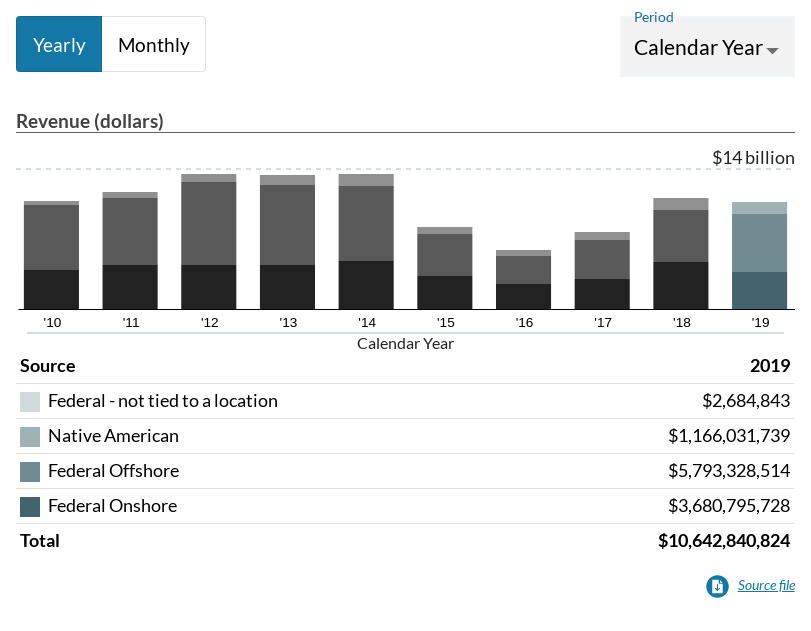 Yearly Monthly
Period
Calendar Year
Revenue (dollars)
$14 billion
'10 '11 '12 '13 '14 '15 '16 '17 '18 '19
Calendar Year
Source 2019
Federal - not tied to a location $2,684,843
Native American $1,166,031,739
Federal Offshore $5,793,328,514
Federal Onshore $3,680,795,728
Total $10,642,840,824
Source file